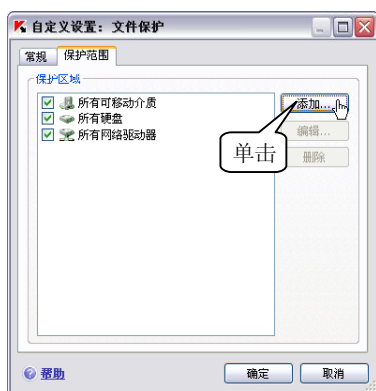 自定义设置：文件保护
常规 保护范围
保护区域
所有可移动介质
所有硬盘
所有网络驱动器
添加...
编辑...
删除
单击
帮助
确定 取消